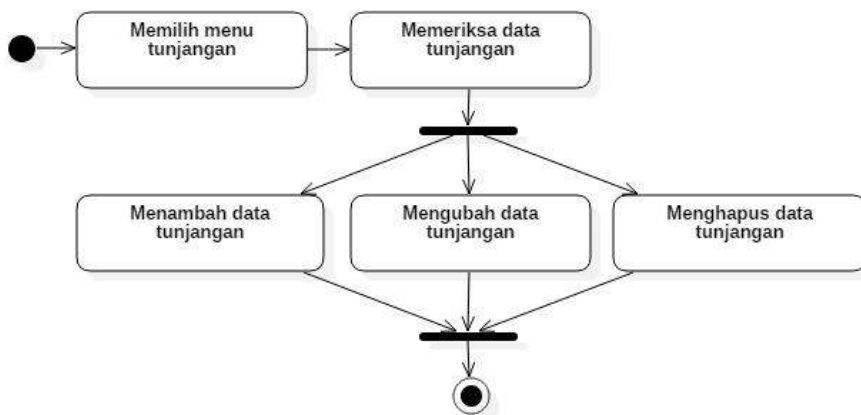 Memilih menu
tunjangan
Memeriksa data
tunjangan
Menambah data
tunjangan
Mengubah data
tunjangan
Menghapus data
tunjangan